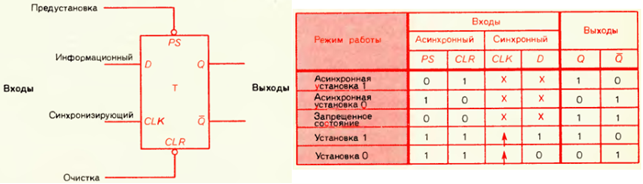 Предустановка
PS
Информационный
D
Q
Входы
T
Выходы
Синхронизирующий
CLK
Q̅
CLR
Очистка
Режим работы
Входы
Выходы
Асинхронный
Синхронный
PS CLR CLK D Q Q̅
Асинхронная
установка 1
0 1 X X 1 0
Асинхронная
установка 0
1 0 X X 0 1
Запрещенное
состояние
0 0 X X 1 1
Установка 1 1 1 ↑ 1 1 0
Установка 0 1 1 ↑ 0 0 1